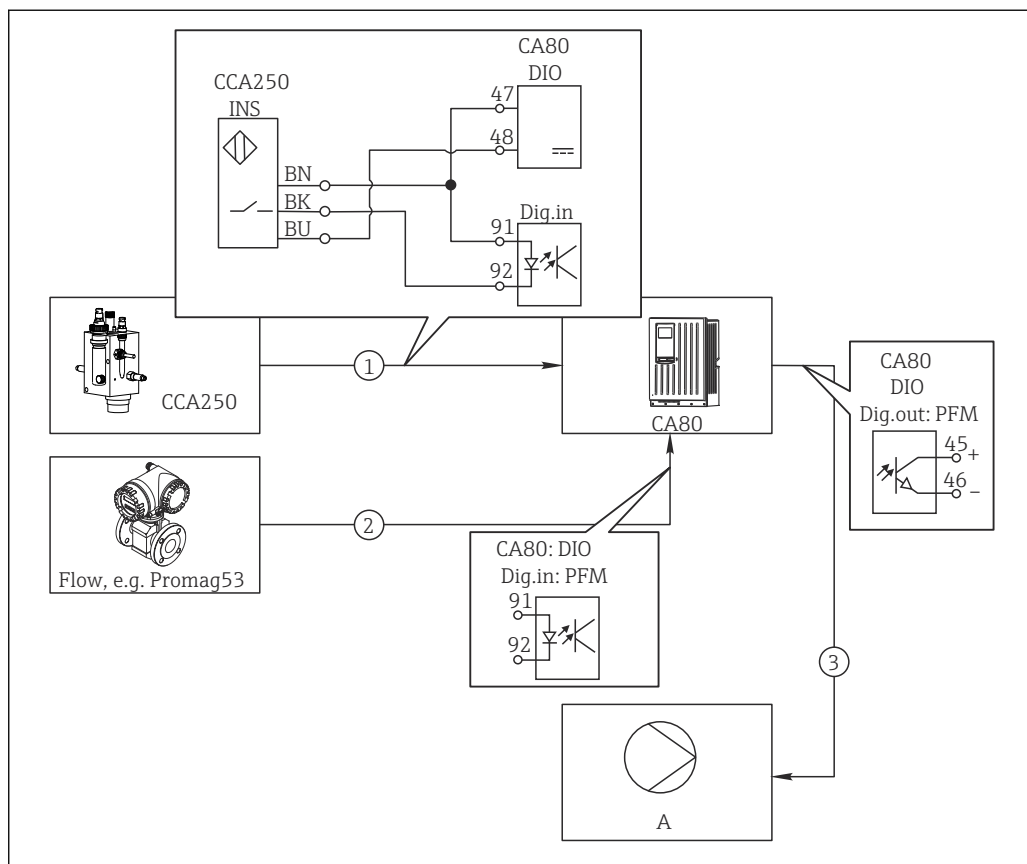 CA80
DIO
CCA250
INS
47
48
BN
BK
BU
Dig.in
91
92
1
CCA250
CA80
CA80
DIO
Dig.out: PFM
45 +
46 −
2
Flow, e.g. Promag53
CA80: DIO
Dig.in: PFM
91
92
3
A